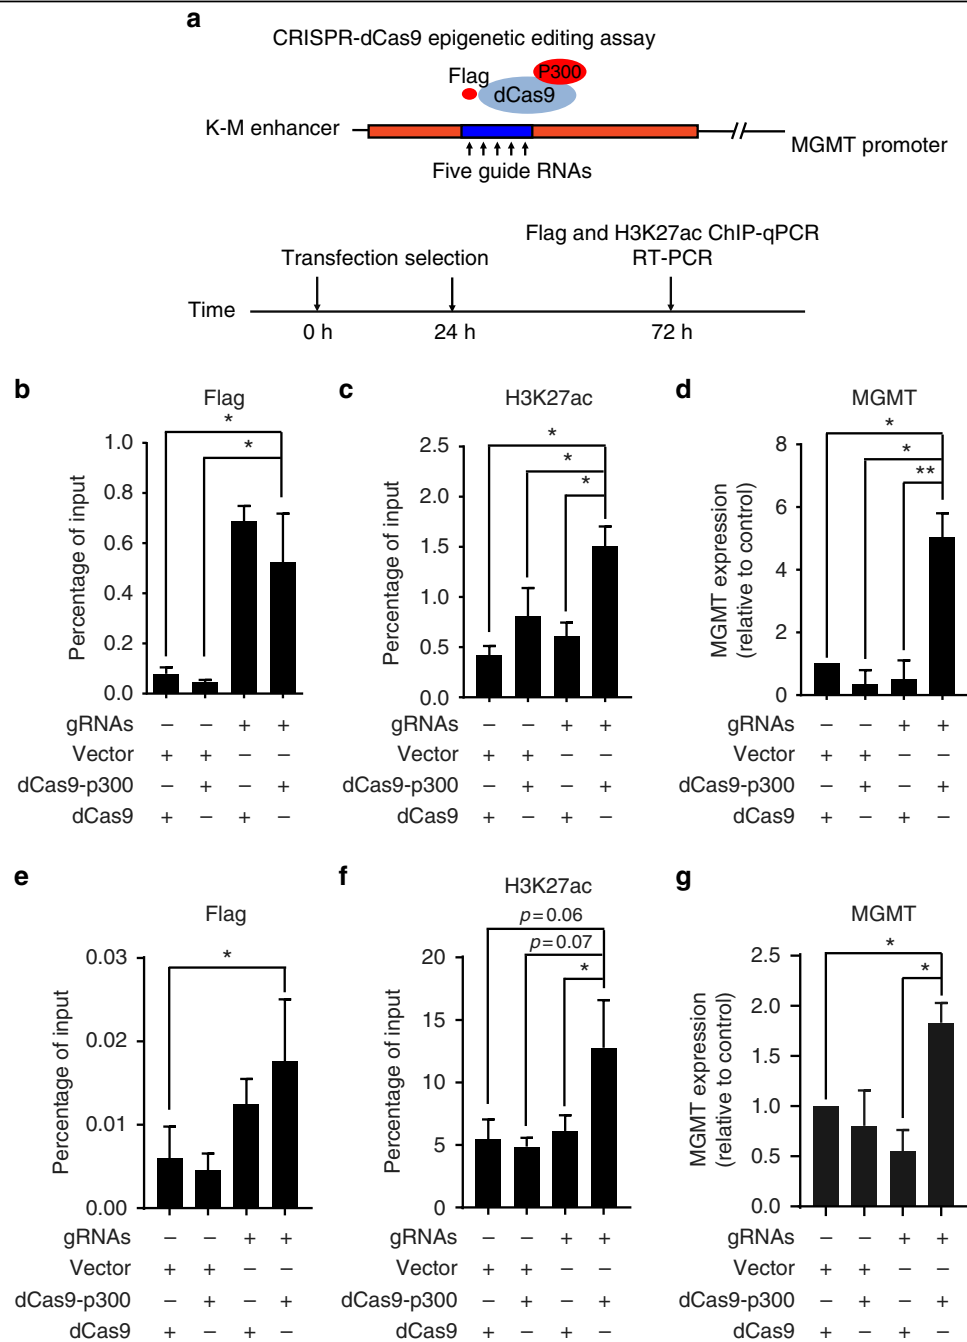 a
CRISPR-dCas9 epigenetic editing assay
Flag
P300
dCas9
K-M enhancer
MGMT promoter
Five guide RNAs
Flag and H3K27ac ChIP-qPCR
RT-PCR
Transfection selection
Time
0 h 24 h 72 h
b
Flag
* *
Percentage of input
1.0
0.8
0.6
0.4
0.2
0.0
gRNAs − − + +
Vector + + − −
dCas9-p300 − + − +
dCas9 + − + −
c
H3K27ac
* * *
Percentage of input
2.5
2.0
1.5
1.0
0.5
0.0
gRNAs − − + +
Vector + + − −
dCas9-p300 − + − +
dCas9 + − + −
d
MGMT
* * **
MGMT expression
(relative to control)
8
6
4
2
0
gRNAs − − + +
Vector + + − −
dCas9-p300 − + − +
dCas9 + − + −
e
Flag
*
Percentage of input
0.03
0.02
0.01
0.00
gRNAs − − + +
Vector + + − −
dCas9-p300 − + − +
dCas9 + − + −
f
H3K27ac
p=0.06
p=0.07
*
Percentage of input
20
15
10
5
0
gRNAs − − + +
Vector + + − −
dCas9-p300 − + − +
dCas9 + − + −
g
MGMT
* *
MGMT expression
(relative to control)
2.5
2.0
1.5
1.0
0.5
0.0
gRNAs − − + +
Vector + + − −
dCas9-p300 − + − +
dCas9 + − + −